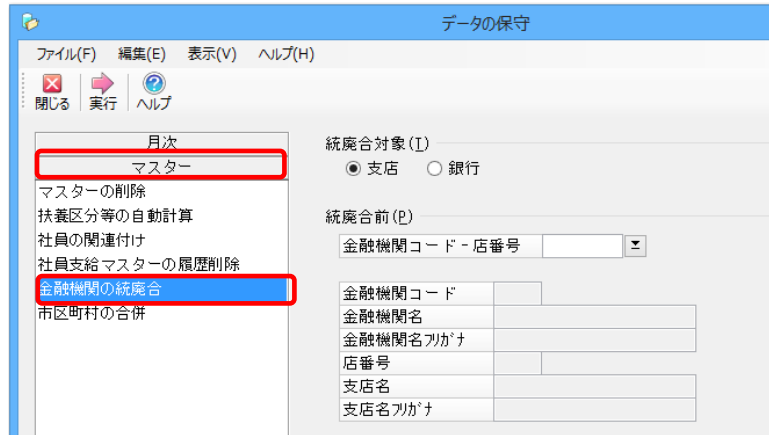 データの保守
ファイル(F) 編集(E) 表示(V) ヘルプ(H)
閉じる 実行 ヘルプ
月次
マスター
マスターの削除
扶養区分等の自動計算
社員の関連付け
社員支給マスターの履歴削除
金融機関の統廃合
市区町村の合併
統廃合対象(T)
支店 銀行
統廃合前(P)
金融機関コード-店番号
金融機関コード
金融機関名
金融機関名フリガナ
店番号
支店名
支店名フリガナ